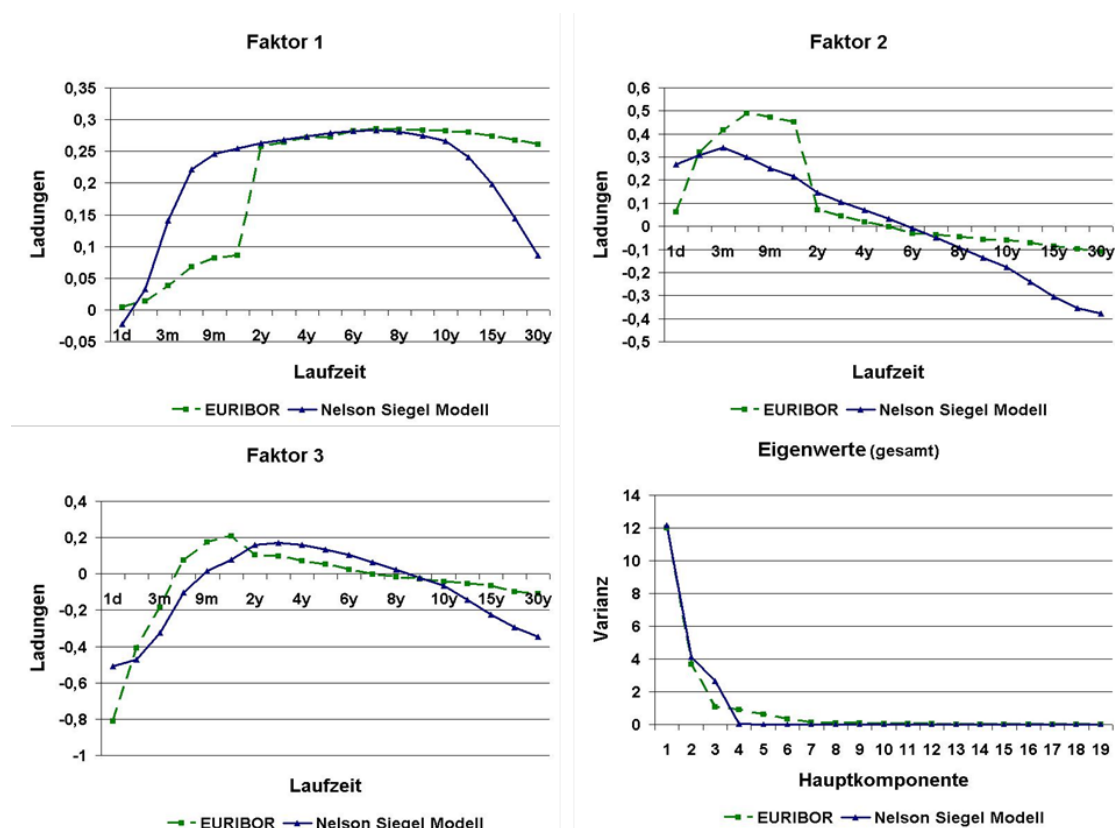 Faktor 1
0,35
0,3
0,25
0,2
0,15
0,1
0,05
0
-0,05
Ladungen
1d 3m 9m 2y 4y 6y 8y 10y 15y 30y
Laufzeit
EURIBOR Nelson Siegel Modell
Faktor 2
0,6
0,5
0,4
0,3
0,2
0,1
0
-0,1
-0,2
-0,3
-0,4
-0,5
Ladungen
1d 3m 9m 2y 4y 6y 8y 10y 15y 30y
Laufzeit
EURIBOR Nelson Siegel Modell
Faktor 3
0,4
0,2
0
-0,2
-0,4
-0,6
-0,8
-1
Ladungen
1d 3m 9m 2y 4y 6y 8y 10y 15y 30y
Laufzeit
EURIBOR Nelson Siegel Modell
Eigenwerte (gesamt)
14
12
10
8
6
4
2
0
Varianz
1 2 3 4 5 6 7 8 9 10 11 12 13 14 15 16 17 18 19
Hauptkomponente
EURIBOR Nelson Siegel Modell